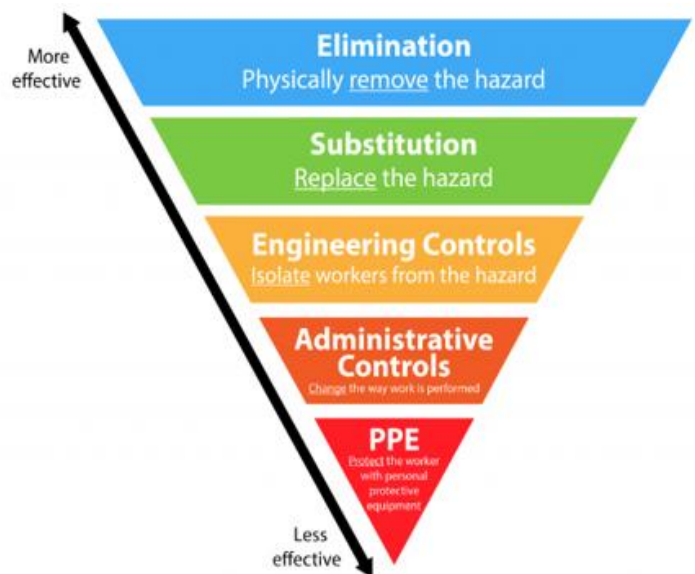 More
effective
Elimination
Physically remove the hazard
Substitution
Replace the hazard
Engineering Controls
Isolate workers from the hazard
Administrative
Controls
Change the way work is performed
PPE
Protect the worker
with personal
protective
equipment
Less
effective